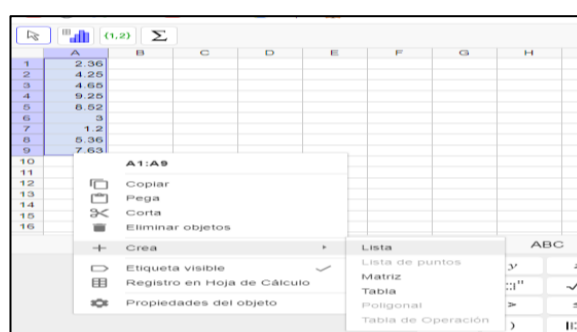 {1,2} Σ
A B C D E F G H
1 2.36
2 4.25
3 4.65
4 9.25
5 8.52
6 3
7 1.2
8 5.36
9 7.63
10
11
12
13
14
15
16
A1:A9
Copiar
Pega
Corta
Eliminar objetos
Crea
Etiqueta visible
Registro en Hoja de Cálculo
Propiedades del objeto
Lista
Lista de puntos
Matriz
Tabla
Poligonal
Tabla de Operación
ABC
y
>
)